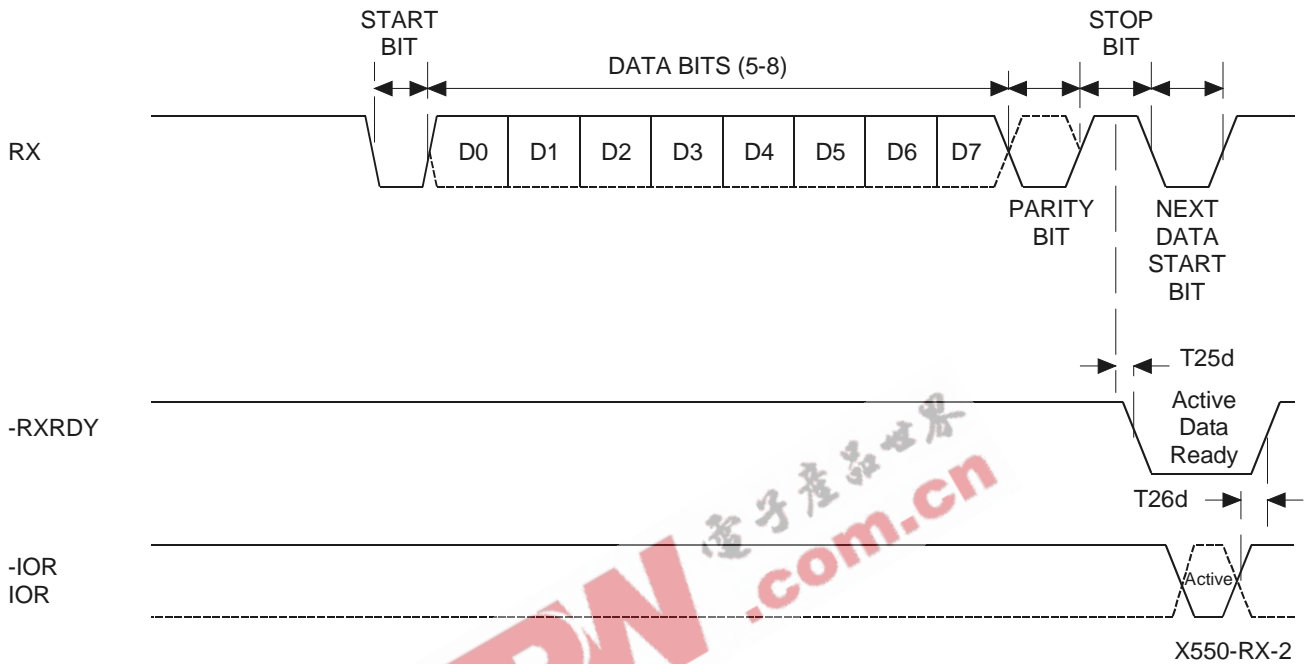 START
BIT
DATA BITS (5-8)
STOP
BIT
RX
D0 D1 D2 D3 D4 D5 D6 D7
PARITY
BIT
NEXT
DATA
START
BIT
T25d
-RXRDY
Active
Data
Ready
T26d
-IOR
IOR
Active
X550-RX-2
電子產品世界
.com.cn